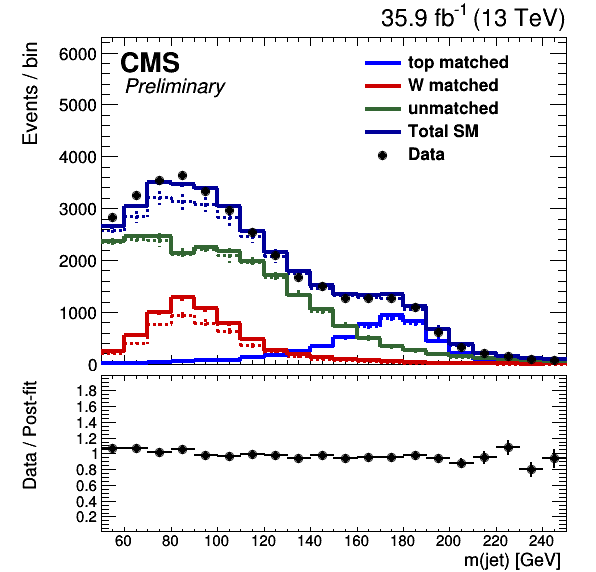 35.9 fb-1 (13 TeV)
CMS
Preliminary
top matched
W matched
unmatched
Total SM
Data
Events / bin
6000
5000
4000
3000
2000
1000
0
Data / Post-fit
1.8
1.6
1.4
1.2
1
0.8
0.6
0.4
0.2
60 80 100 120 140 160 180 200 220 240
m(jet) [GeV]